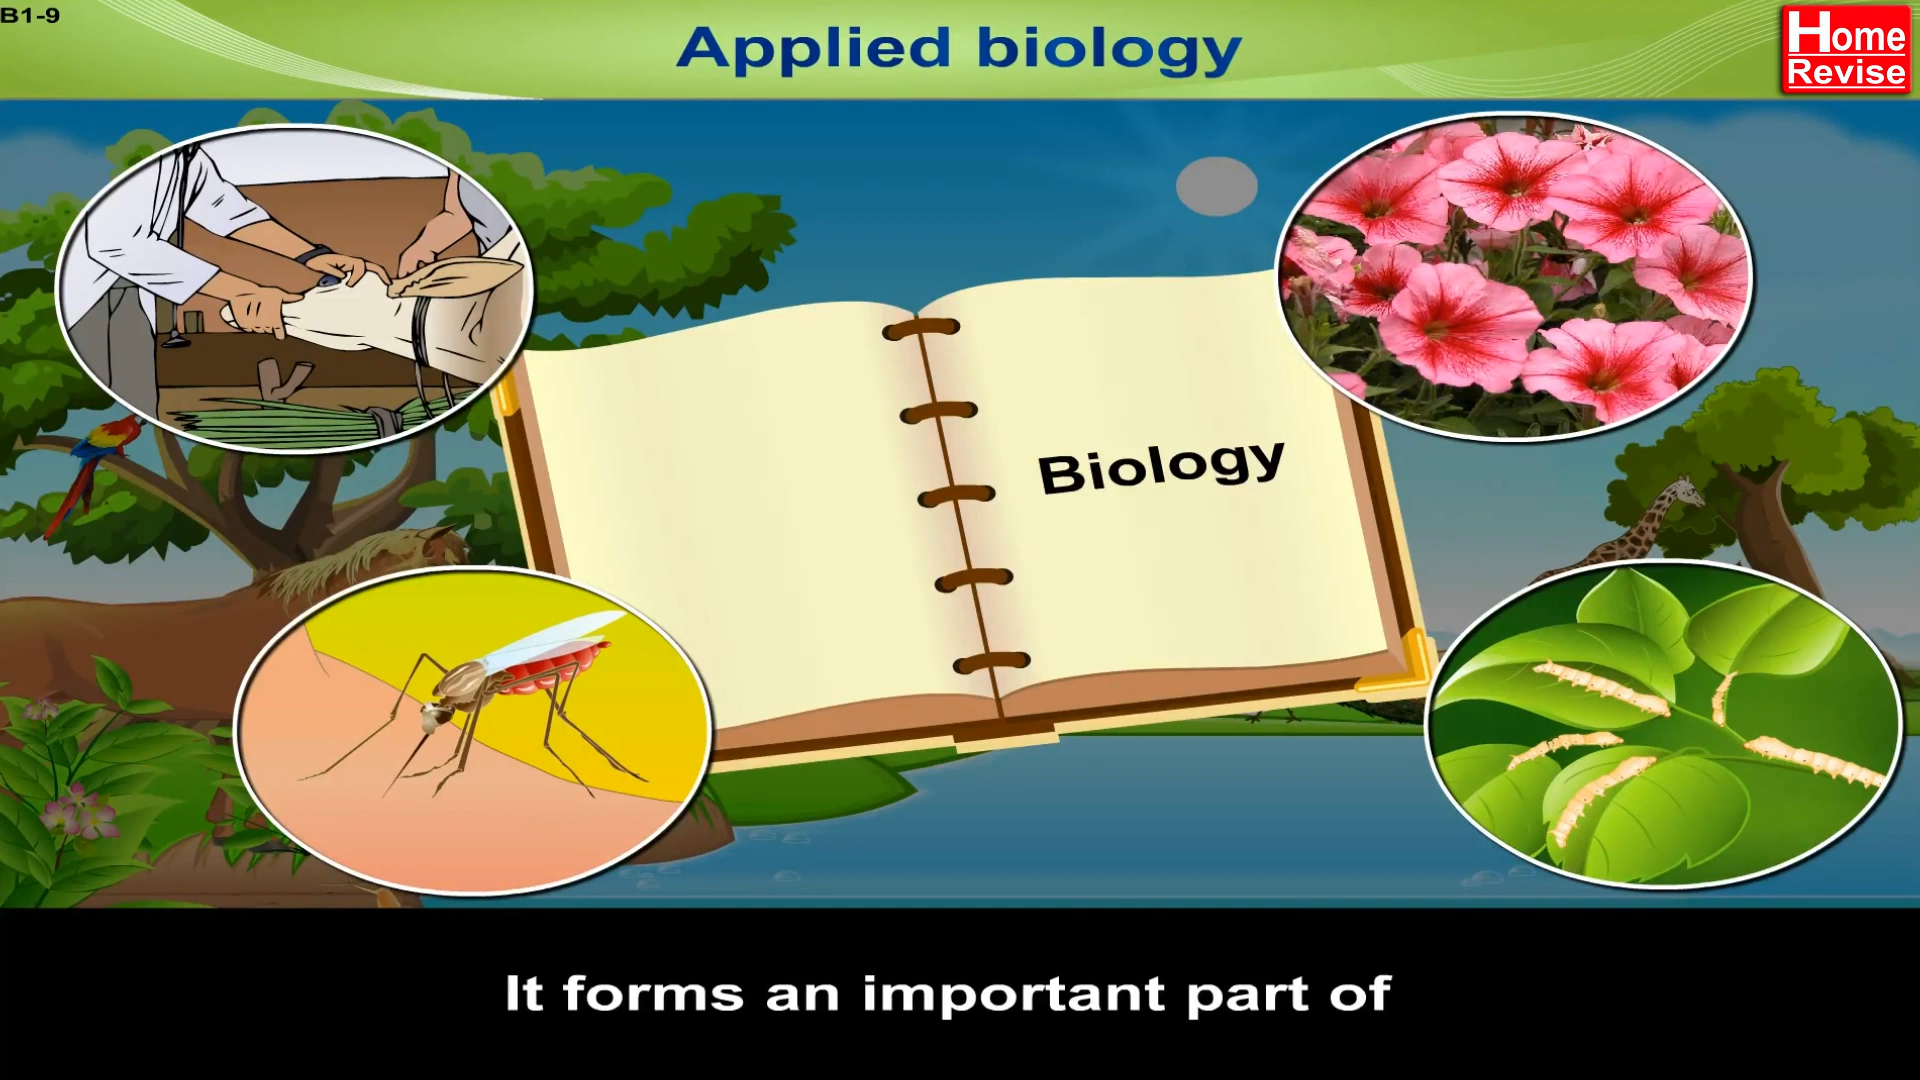 B1-9
Applied biology
Home
Revise
Biology
It forms an important part of